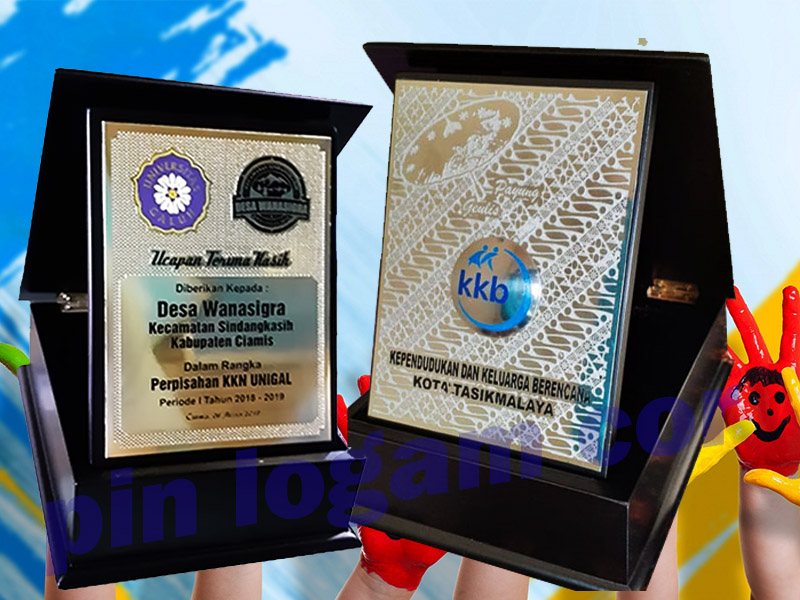 UNIVERSITAS
GALUH
DESA WANASIGRA
Ucapan Terima Kasih
Diberikan Kepada :
Desa Wanasigra
Kecamatan Sindangkasih
Kabupaten Ciamis
Dalam Rangka
Perpisahan KKN UNIGAL
Periode I Tahun 2018 - 2019
Payung
Geulis
kkb
KEPENDUDUKAN DAN KELUARGA BERENCANA
KOTA TASIKMALAYA
pin logam com